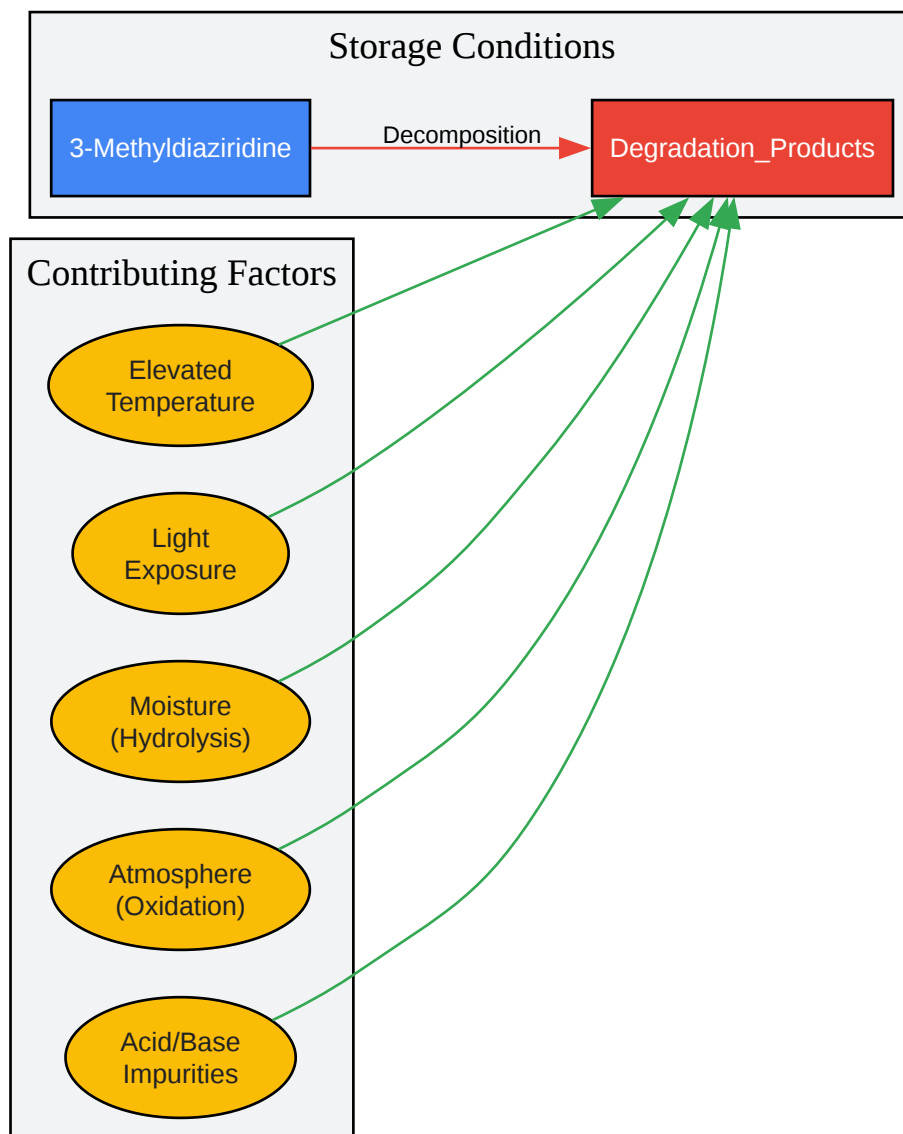 Storage Conditions
3-Methyldiaziridine
Decomposition
Degradation_Products
Contributing Factors
Elevated
Temperature
Light
Exposure
Moisture
(Hydrolysis)
Atmosphere
(Oxidation)
Acid/Base
Impurities